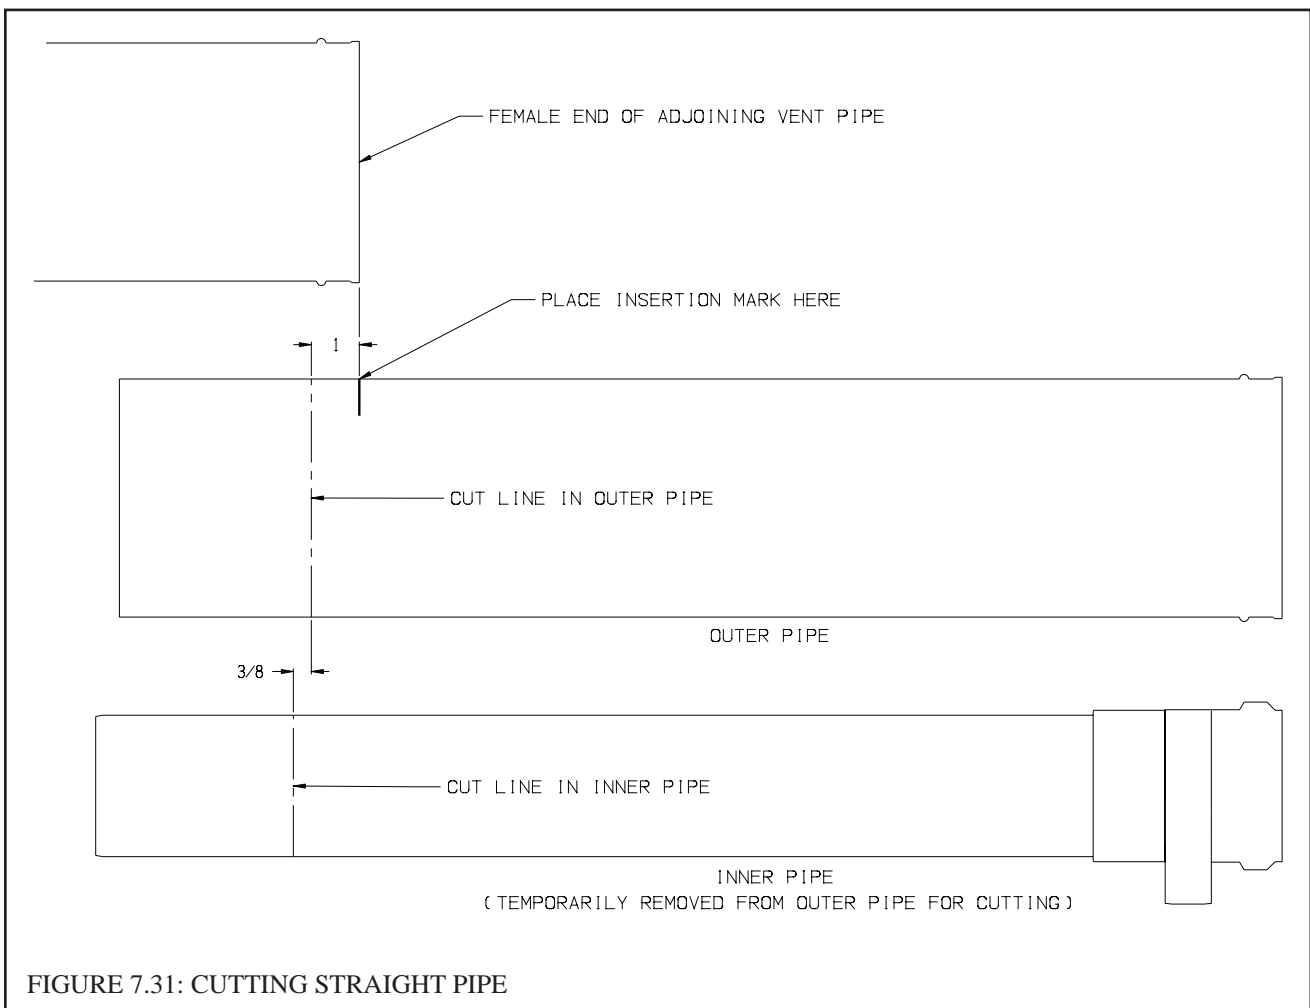 FEMALE END OF ADJOINING VENT PIPE
PLACE INSERTION MARK HERE
1
CUT LINE IN OUTER PIPE
OUTER PIPE
3/8
CUT LINE IN INNER PIPE
INNER PIPE
(TEMPORARILY REMOVED FROM OUTER PIPE FOR CUTTING)
FIGURE 7.31: CUTTING STRAIGHT PIPE